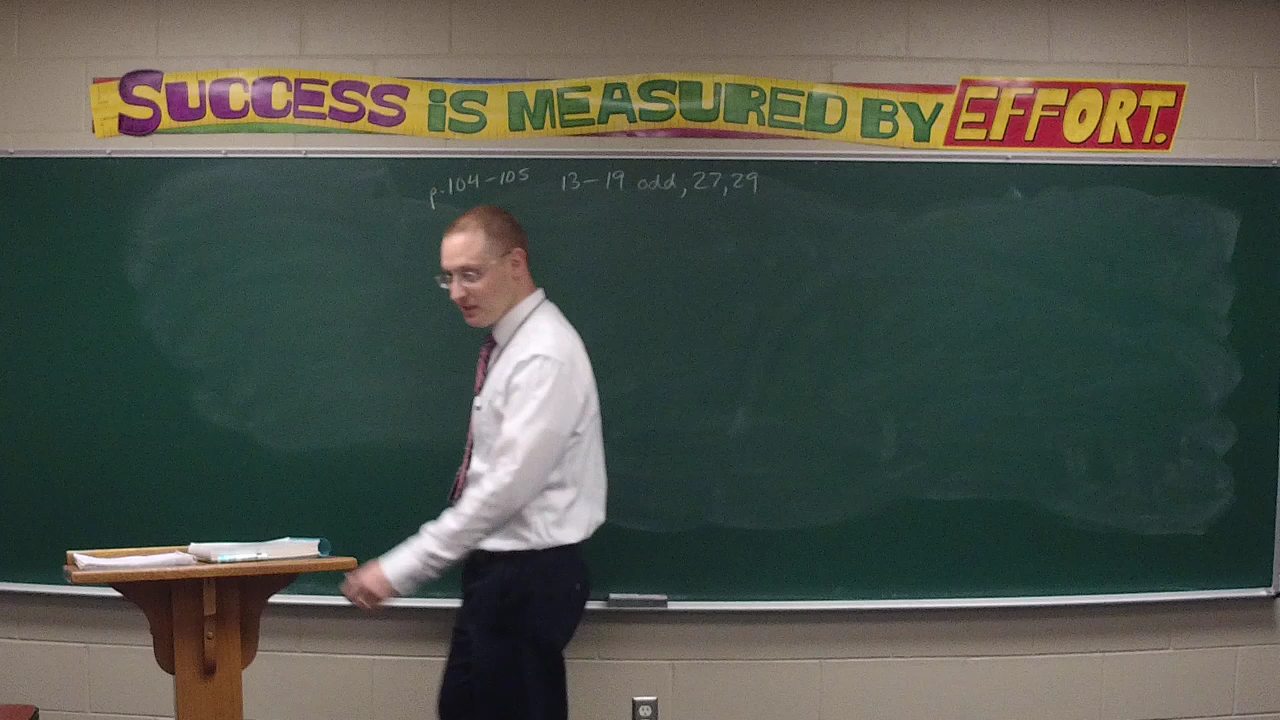 SUCCESS IS MEASURED BY EFFORT.
p.104-105 13-19 odd, 27, 29